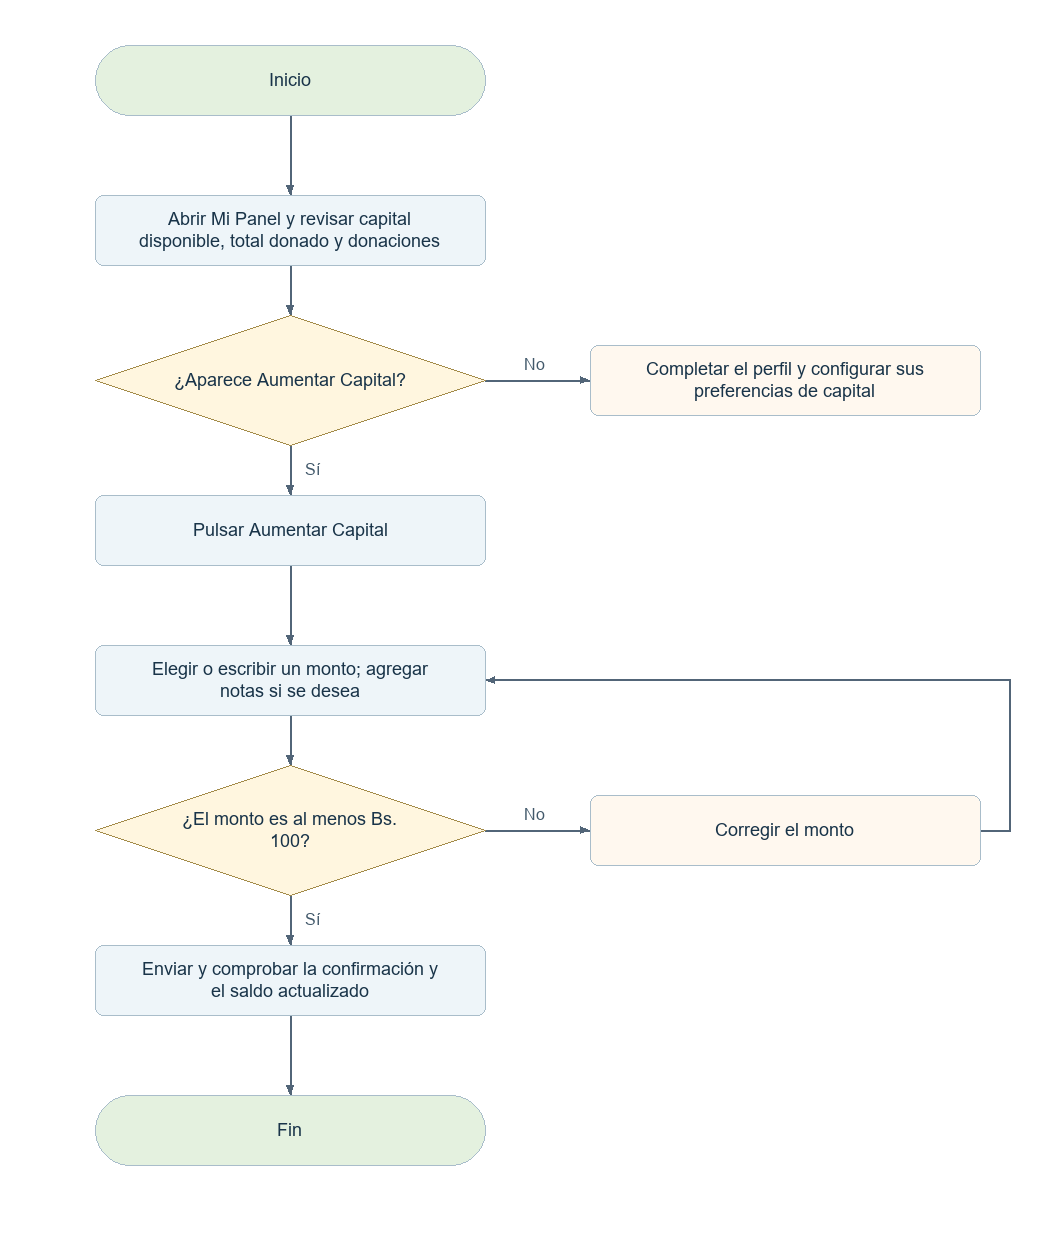 Inicio
Abrir Mi Panel y revisar capital
disponible, total donado y donaciones
¿Aparece Aumentar Capital?
No
Completar el perfil y configurar sus
preferencias de capital
Sí
Pulsar Aumentar Capital
Elegir o escribir un monto; agregar
notas si se desea
¿El monto es al menos Bs.
100?
No
Corregir el monto
Sí
Enviar y comprobar la confirmación y
el saldo actualizado
Fin